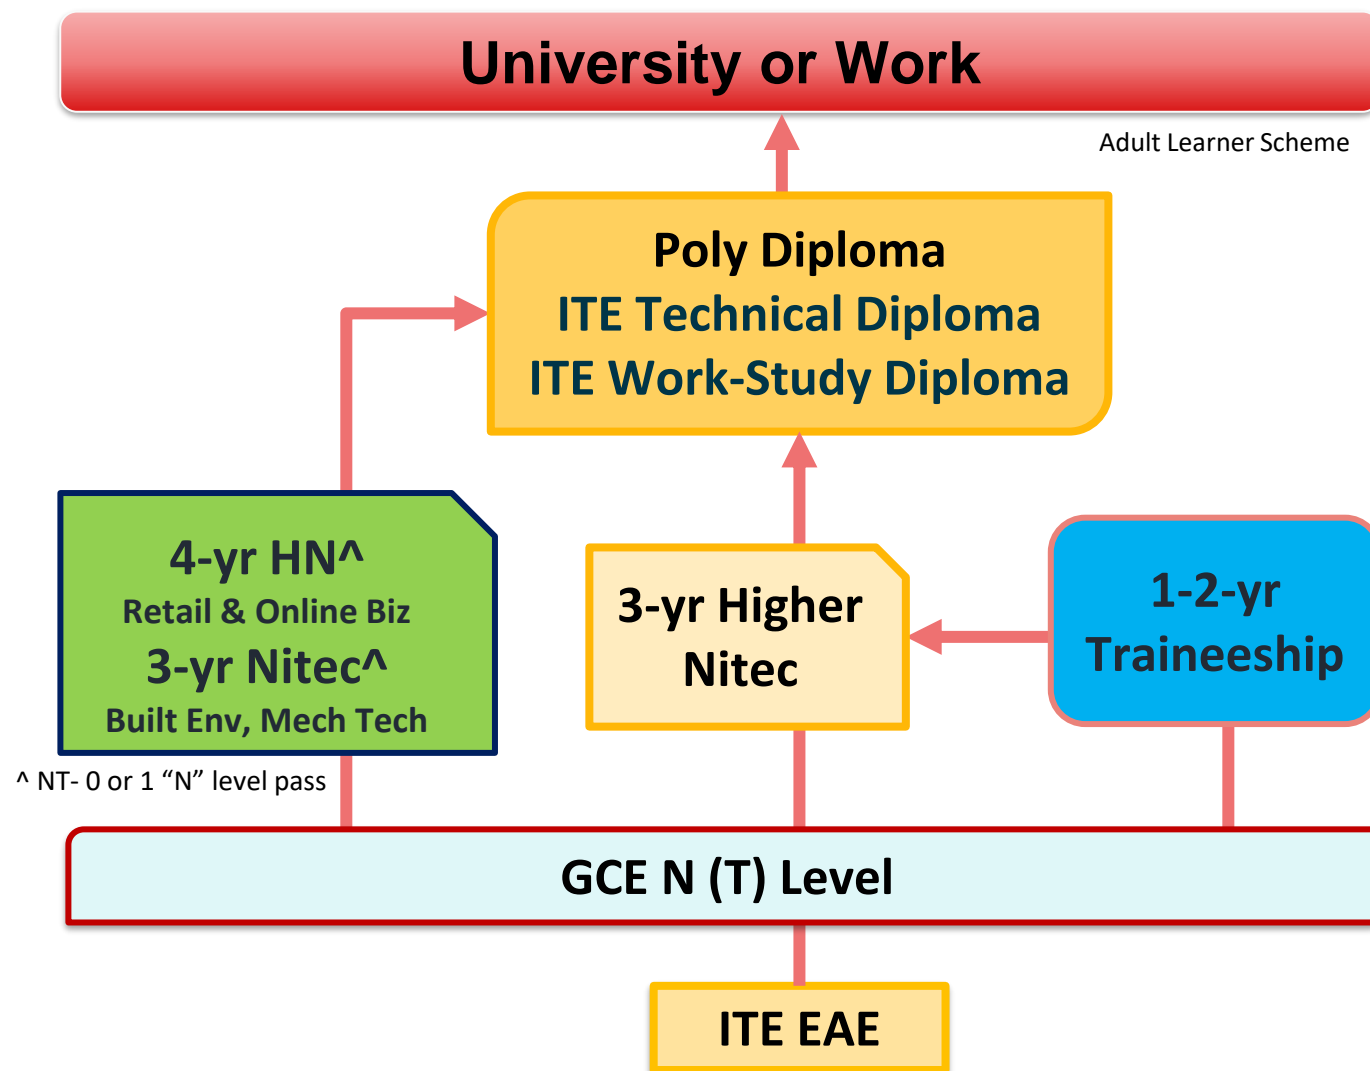 University or Work
Adult Learner Scheme
Poly Diploma
ITE Technical Diploma
ITE Work-Study Diploma
4-yr HN^
Retail & Online Biz
3-yr Nitec^
Built Env, Mech Tech
^ NT- 0 or 1 “N” level pass
3-yr Higher
Nitec
1-2-yr
Traineeship
GCE N (T) Level
ITE EAE